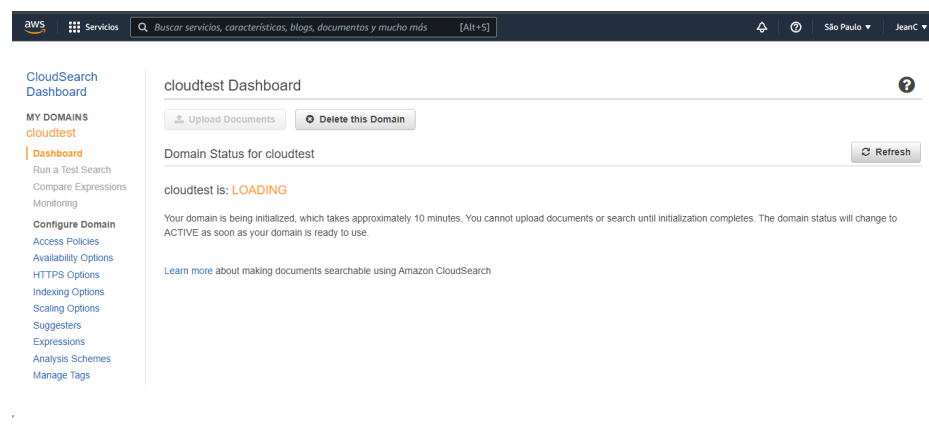 aws Servicios Buscar servicios, características, blogs, documentos y mucho más [Alt+S] São Paulo ▼ JeanC ▼
CloudSearch
Dashboard
MY DOMAINS
cloudtest
Dashboard
Run a Test Search
Compare Expressions
Monitoring
Configure Domain
Access Policies
Availability Options
HTTPS Options
Indexing Options
Scaling Options
Suggesters
Expressions
Analysis Schemes
Manage Tags
cloudtest Dashboard
Upload Documents Delete this Domain
Domain Status for cloudtest Refresh
cloudtest is: LOADING
Your domain is being initialized, which takes approximately 10 minutes. You cannot upload documents or search until initialization completes. The domain status will change to
ACTIVE as soon as your domain is ready to use.
Learn more about making documents searchable using Amazon CloudSearch